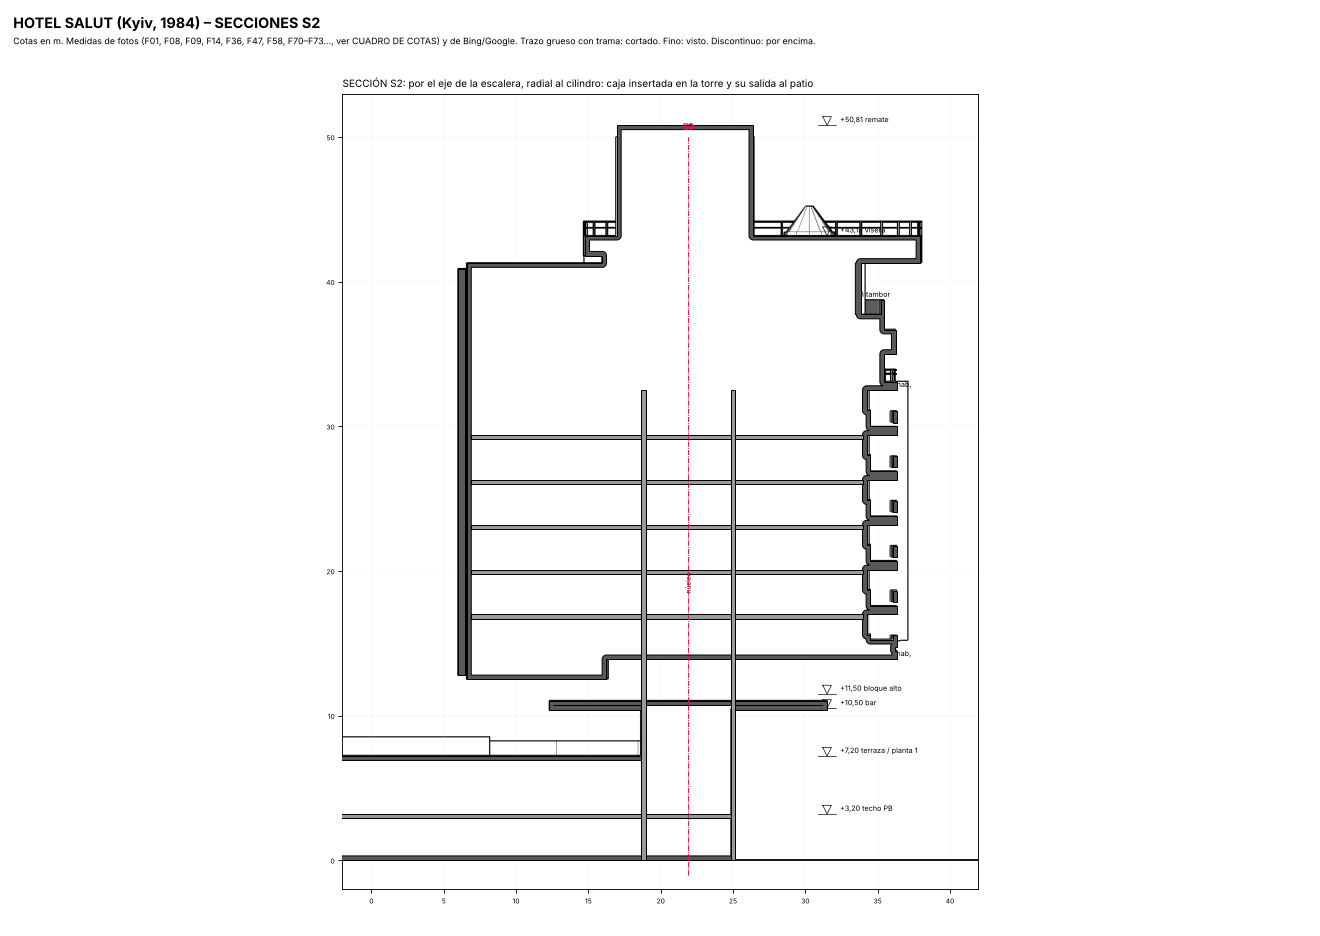 HOTEL SALUT (Kyiv, 1984) – SECCIONES S2
Cotas en m. Medidas de fotos (F01, F08, F09, F14, F36, F47, F58, F70–F73..., ver CUADRO DE COTAS) y de Bing/Google. Trazo grueso con trama: cortado. Fino: visto. Discontinuo: por encima.
SECCIÓN S2: por el eje de la escalera, radial al cilindro: caja insertada en la torre y su salida al patio
+50,81 remate
50
visera
40
tambor
hab,
30
20
núcleo
hab,
+11,50 bloque alto
+10,50 bar
10
+7,20 terraza / planta 1
+3,20 techo PB
0
0 5 10 15 20 25 30 35 40